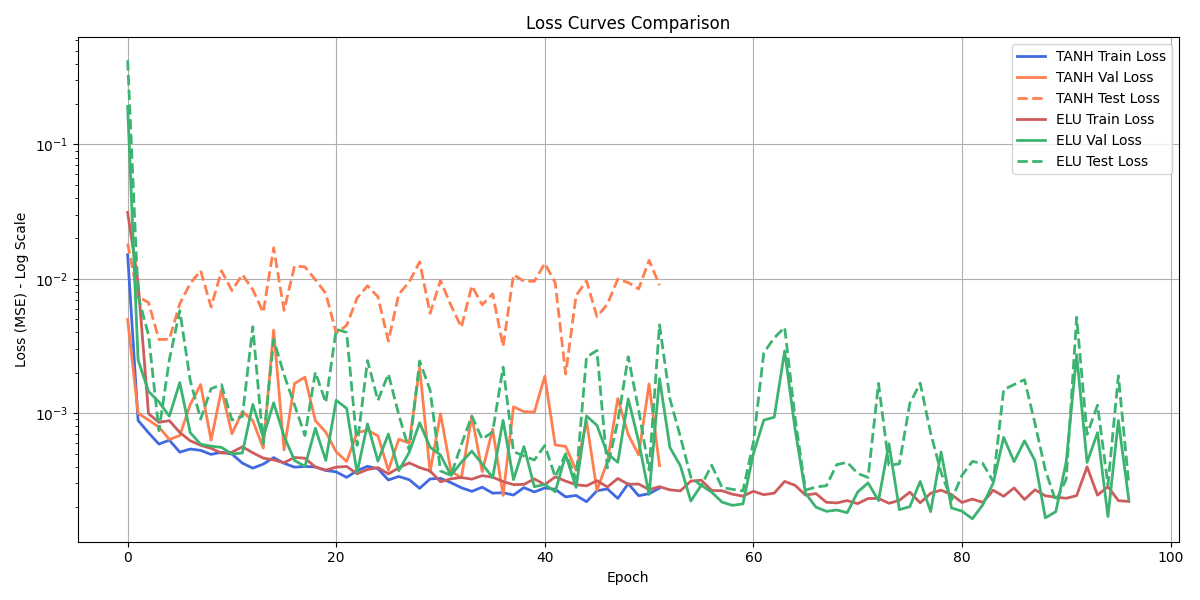 Loss Curves Comparison
Loss (MSE) - Log Scale
10⁻¹
10⁻²
10⁻³
TANH Train Loss
TANH Val Loss
TANH Test Loss
ELU Train Loss
ELU Val Loss
ELU Test Loss
0 20 40 60 80 100
Epoch